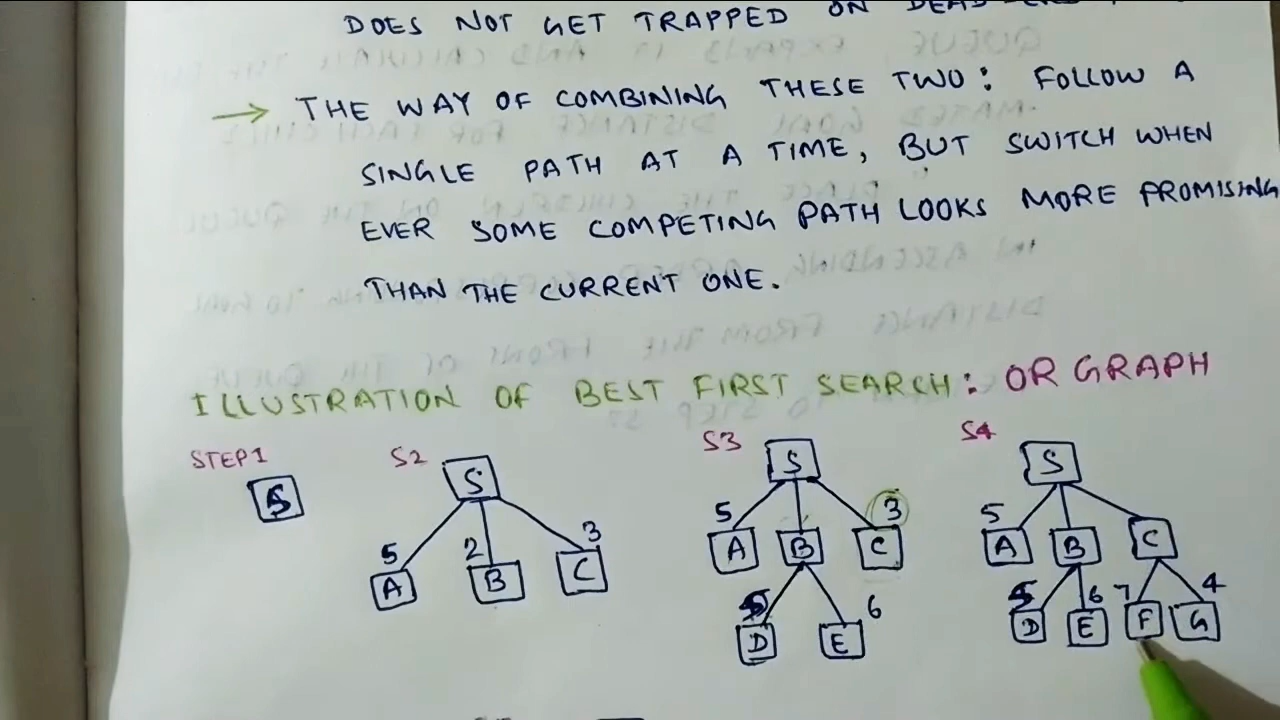 DOES NOT GET TRAPPED ON
→ THE WAY OF COMBINING THESE TWO: FOLLOW A
SINGLE PATH AT A TIME, BUT SWITCH WHEN
EVER SOME COMPETING PATH LOOKS MORE PROMISING
THAN THE CURRENT ONE.
ILLUSTRATION OF BEST FIRST SEARCH: OR GRAPH
STEP1
S
S2
S
5 2 3
A B C
S3
S
5 3
A B C
6
D E
S4
S
5
A B C
5 6 7 4
D E F G